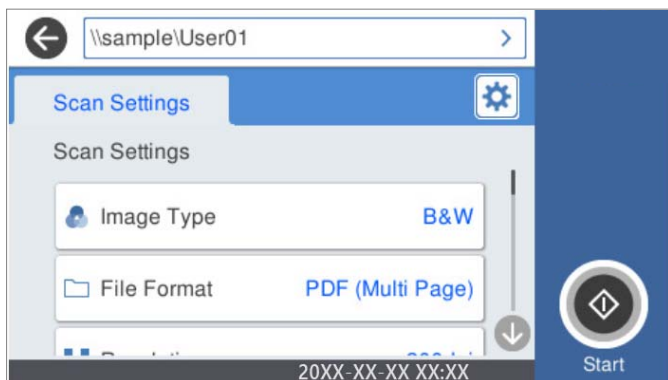 \\sample\User01
Scan Settings
Scan Settings
Image Type B&W
File Format PDF (Multi Page)
20XX-XX-XX XX:XX
Start